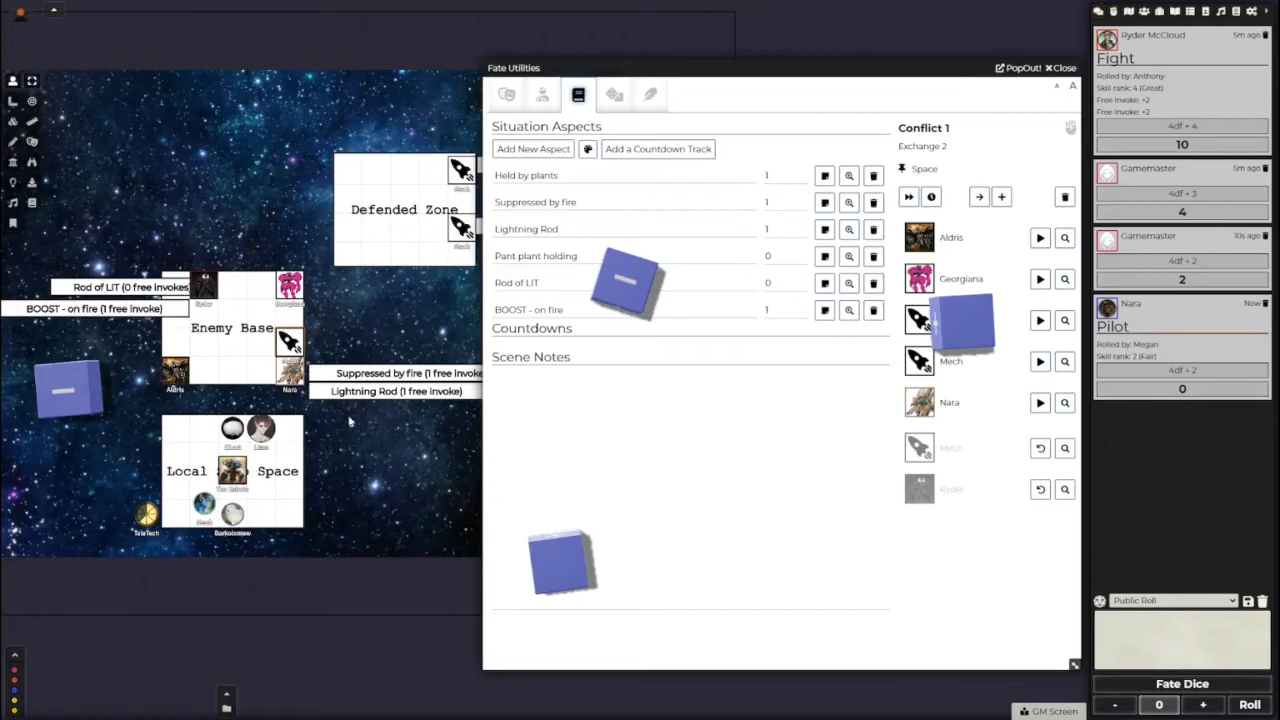 Fate Utilities
PopOut! Close
A A
Situation Aspects
Add New Aspect
Add a Countdown Track
Held by plants 1
Suppressed by fire 1
Lightning Rod 1
Pant plant holding 0
Rod of LIT 0
BOOST - on fire 1
Countdowns
Scene Notes
Conflict 1
Exchange 2
Space
Aldris
Georgiana
Mech
Nara
Mech
Ryder
Defended Zone
Rod of LIT (0 free invokes)
BOOST - on fire (1 free invoke)
Ryder
Enemy Base
Aldris
Nara
Suppressed by fire (1 free invoke
Lightning Rod (1 free invoke)
Ghost
Local Space
TaleTech
Barkolomew
Ryder McCloud 5m ago
Fight
Rolled by: Anthony
Skill rank: 4 (Great)
Free Invoke: +2
Free Invoke: +2
4df + 4
10
Gamemaster 5m ago
4df + 3
4
Gamemaster 10s ago
4df + 2
2
Nara Now
Pilot
Rolled by: Megan
Skill rank: 2 (Fair)
4df + 2
0
Public Roll
Fate Dice
- 0 + Roll
GM Screen